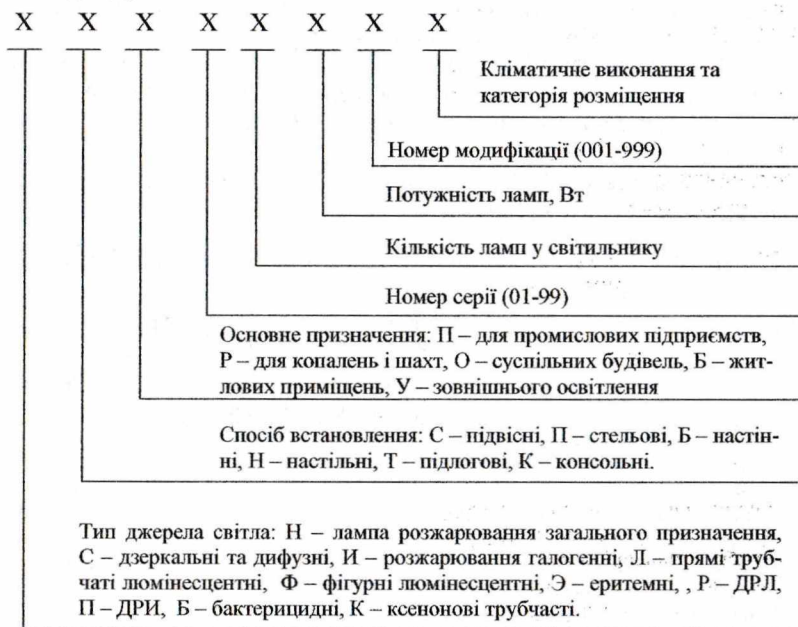 X X X X X X X X
Кліматичне виконання та
категорія розміщення
Номер модифікації (001-999)
Потужність ламп, Вт
Кількість ламп у світильнику
Номер серії (01-99)
Основне призначення: П – для промислових підприємств,
Р – для копалень і шахт, О – суспільних будівель, Б – жит-
лових приміщень, У – зовнішнього освітлення
Спосіб встановлення: С – підвісні, П – стельові, Б – настін-
ні, Н – настільні, Т – підлогові, К – консольні.
Тип джерела світла: Н – лампа розжарювання загального призначення,
С – дзеркальні та дифузні, И – розжарювання галогенні, Л – прямі труб-
чаті люмінесцентні, Ф – фігурні люмінесцентні, Э – еритемні, , Р – ДРЛ,
П – ДРИ, Б – бактерицидні, К – ксенонові трубчасті.